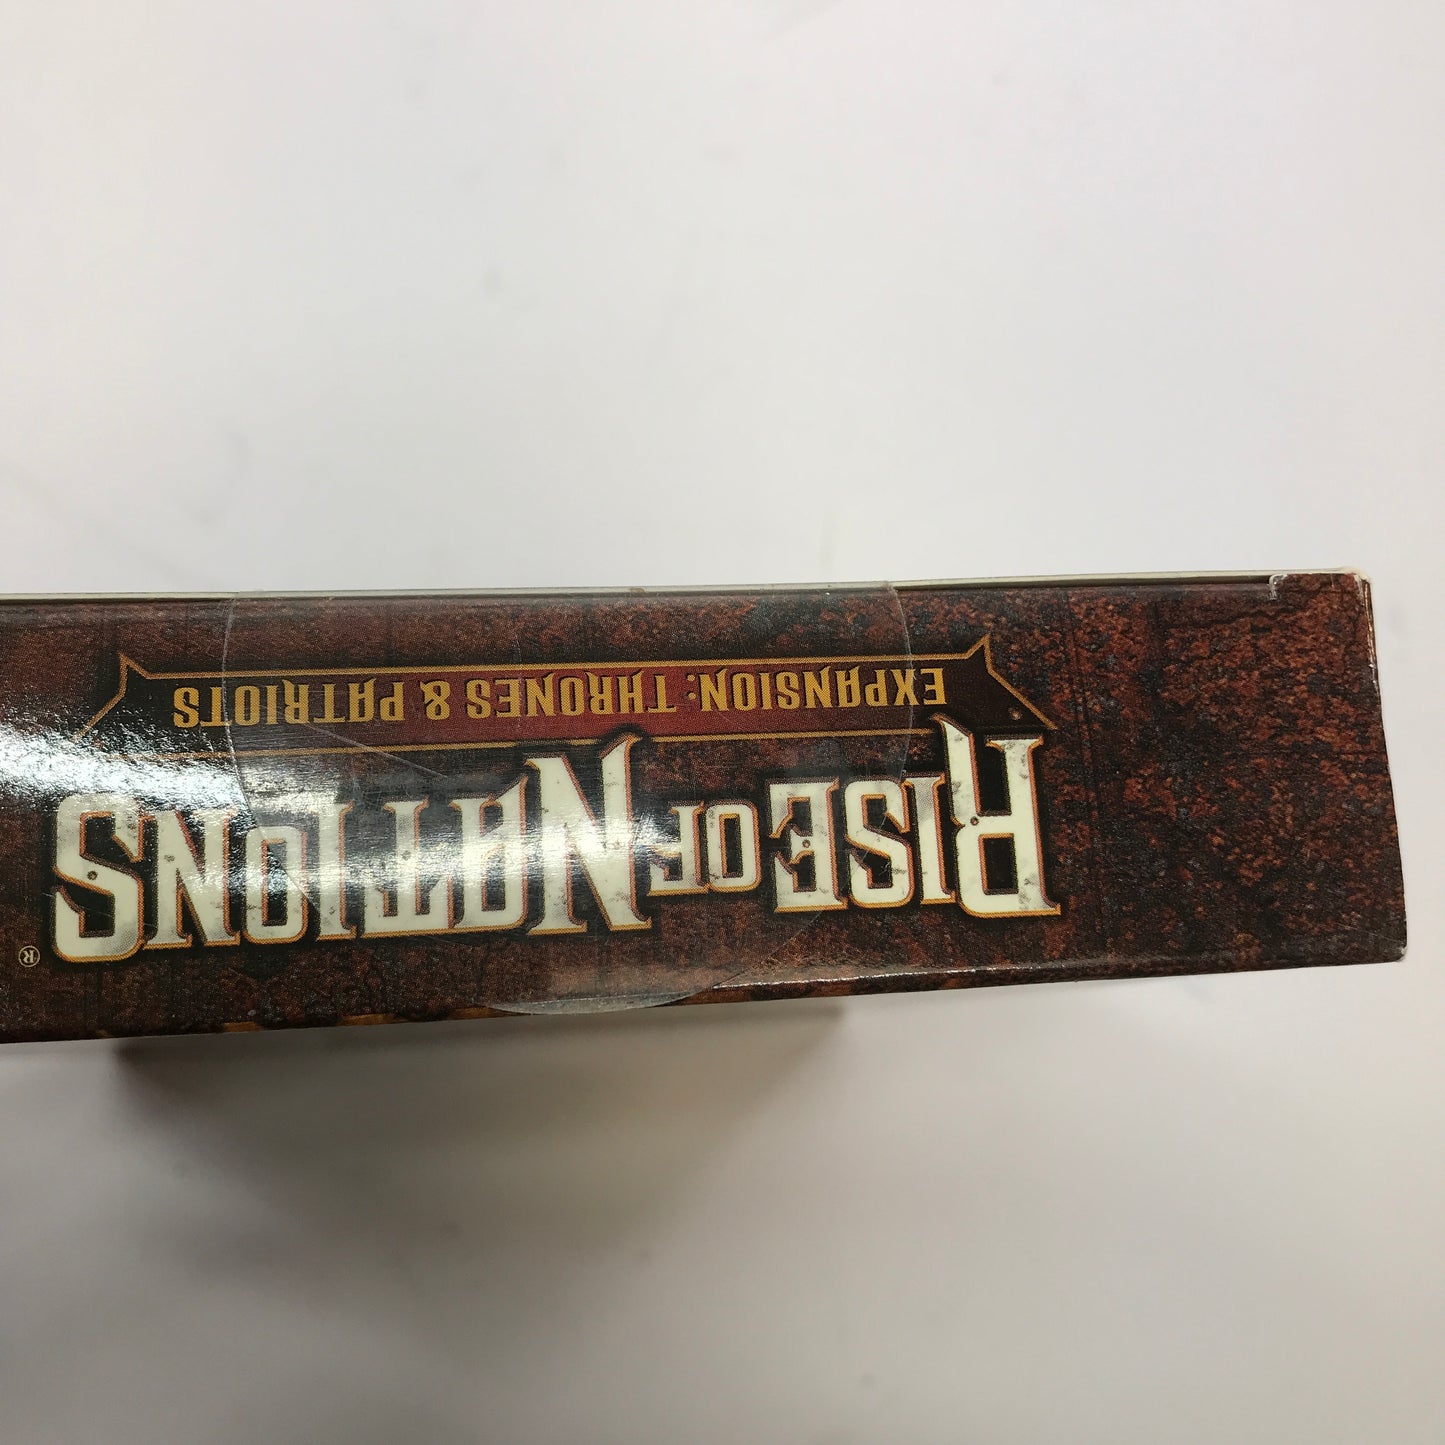 RISE OF NATIONS®
EXPANSION: THRONES & PATRIOTS